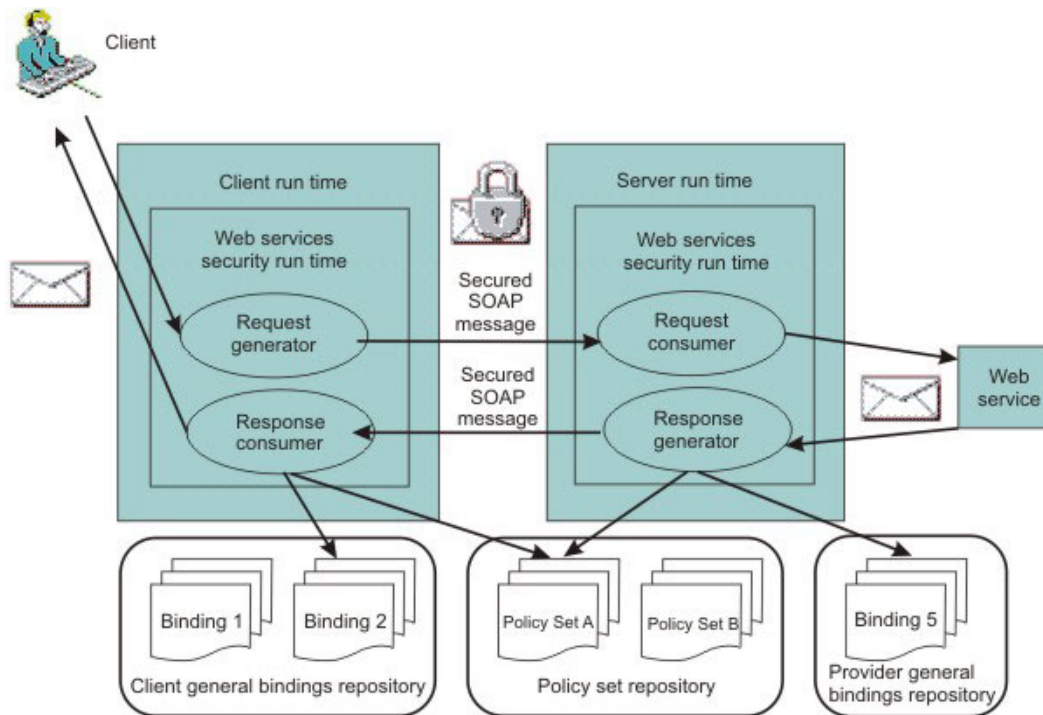 Client
Client run time
Server run time
Web services
security run time
Web services
security run time
Secured
SOAP
message
Request
generator
Request
consumer
Secured
SOAP
message
Web
service
Response
consumer
Response
generator
Binding 1
Binding 2
Policy Set A
Policy Set B
Binding 5
Client general bindings repository
Policy set repository
Provider general
bindings repository